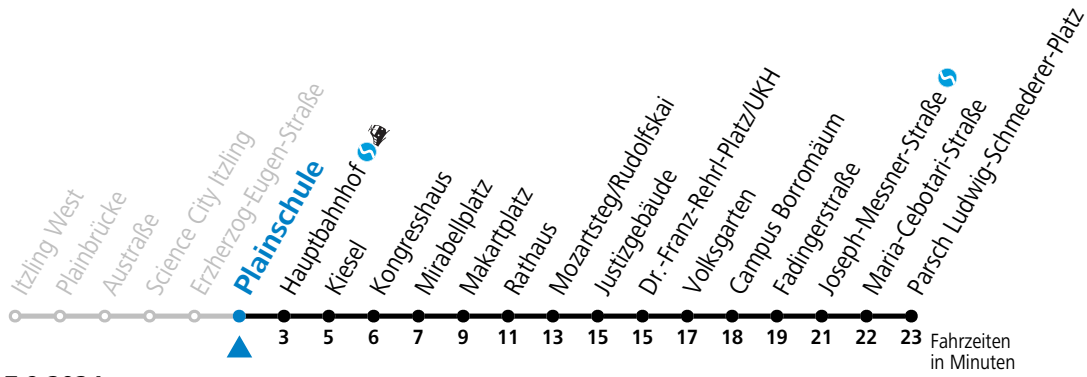 Itzling West
Plainbrücke
Austraße
Science City Itzling
Erzherzog-Eugen-Straße
Plainschule
Hauptbahnhof
Kiesel
Kongresshaus
Mirabellplatz
Makartplatz
Rathaus
Mozartsteg/Rudolfskai
Justizgebäude
Dr.-Franz-Rehrl-Platz/UKH
Volksgarten
Campus Borromäum
Fadingerstraße
Joseph-Messner-Straße
Maria-Cebotari-Straße
Parsch Ludwig-Schmederer-Platz
3 5 6 7 9 11 13 15 15 17 18 19 21 22 23
Fahrzeiten
in Minuten